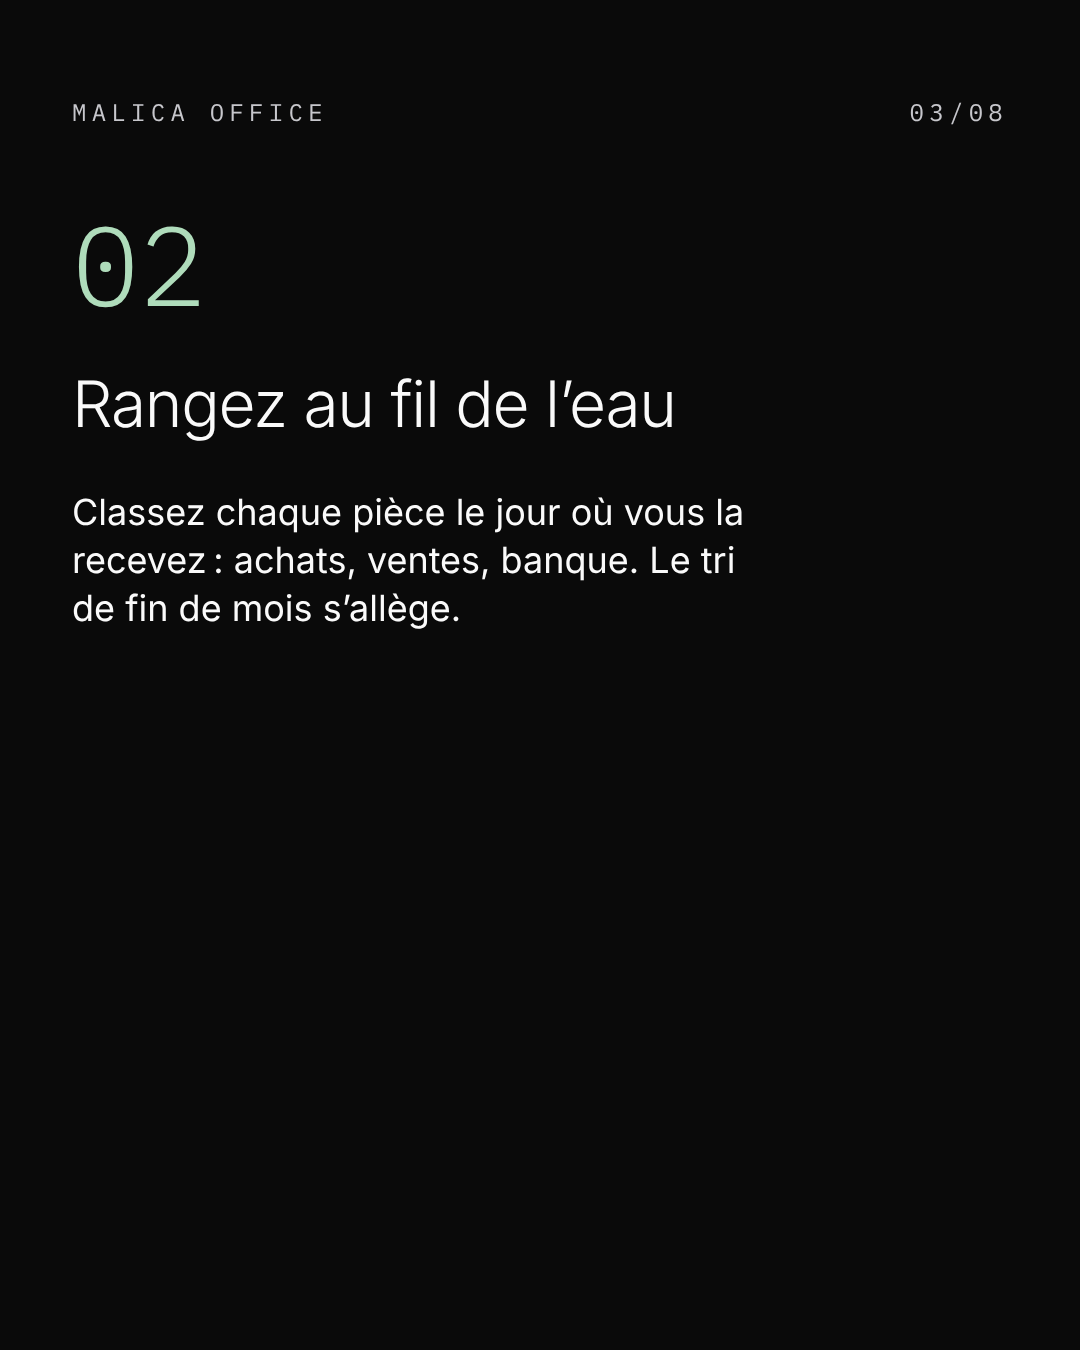 MALICA OFFICE
03/08
02
Rangez au fil de l’eau
Classez chaque pièce le jour où vous la
recevez : achats, ventes, banque. Le tri
de fin de mois s’allège.